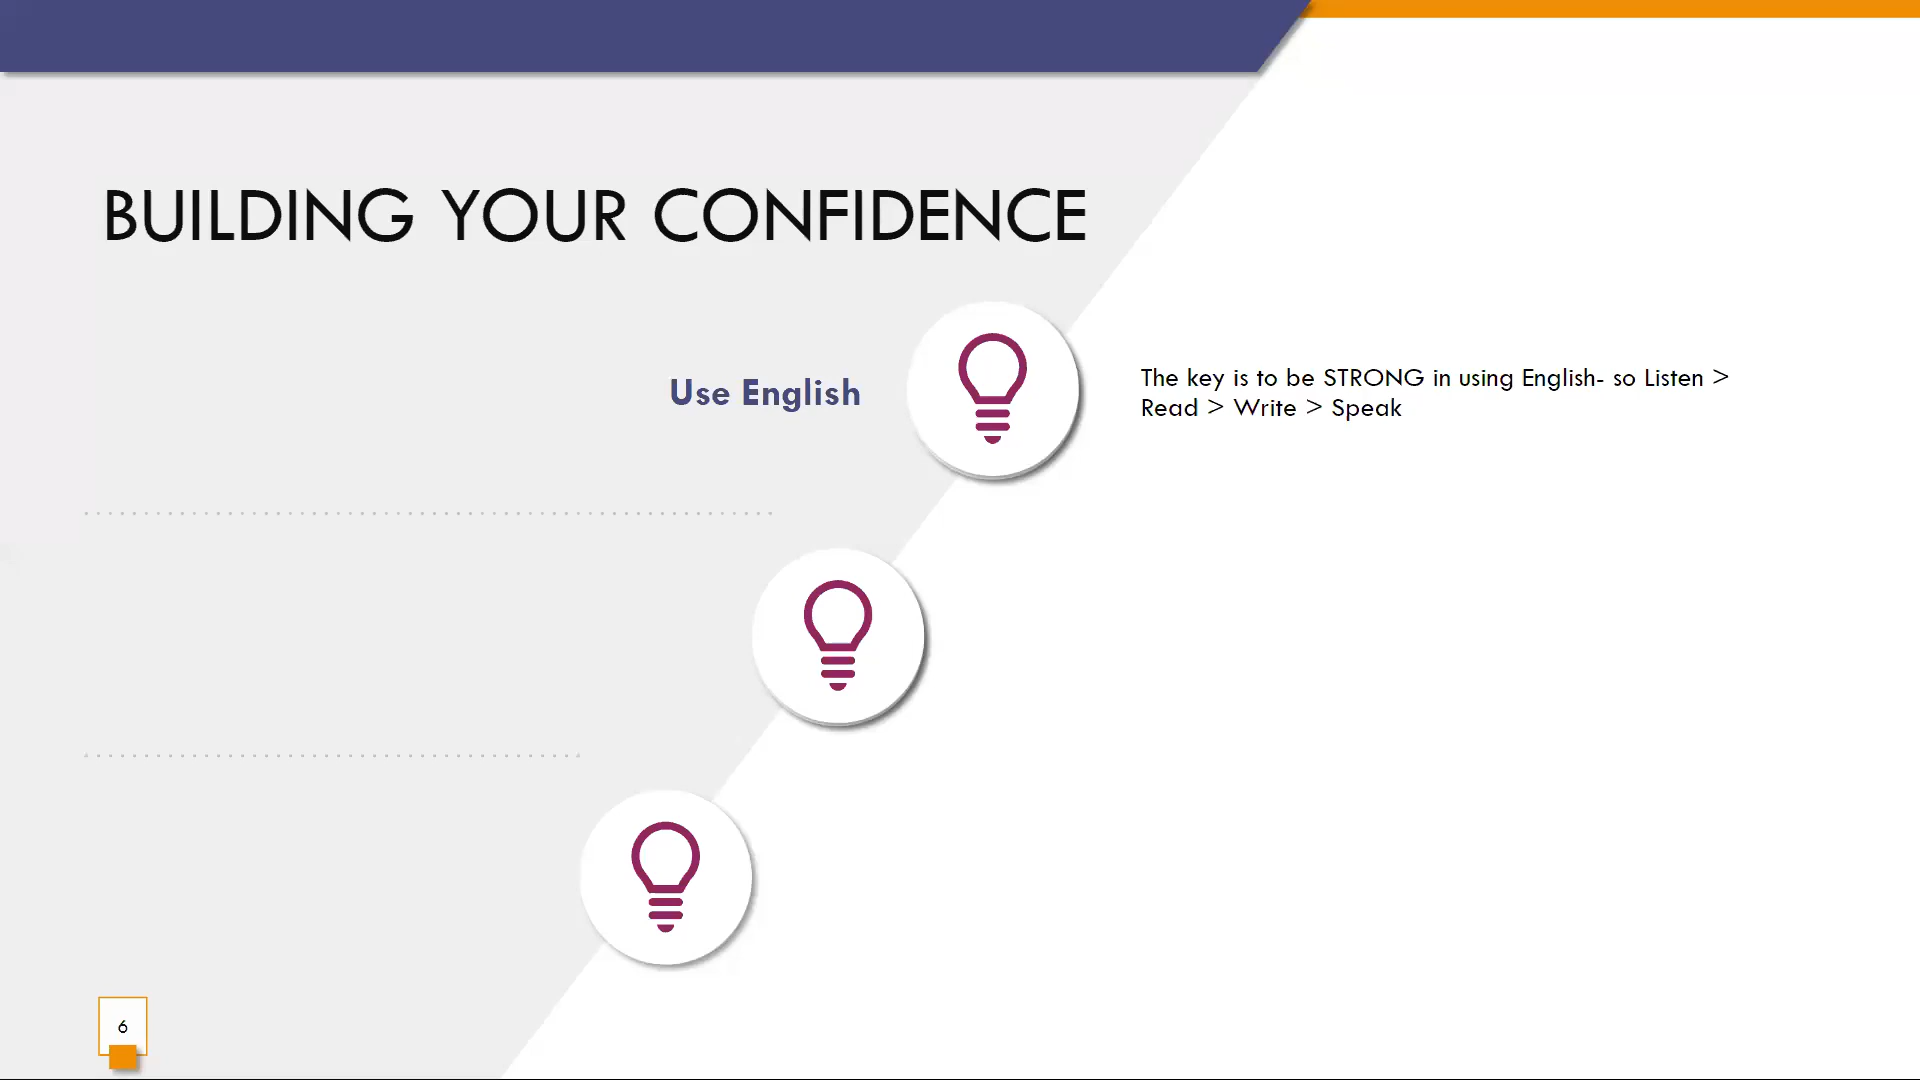 BUILDING YOUR CONFIDENCE
Use English
The key is to be STRONG in using English- so Listen >
Read > Write > Speak
6